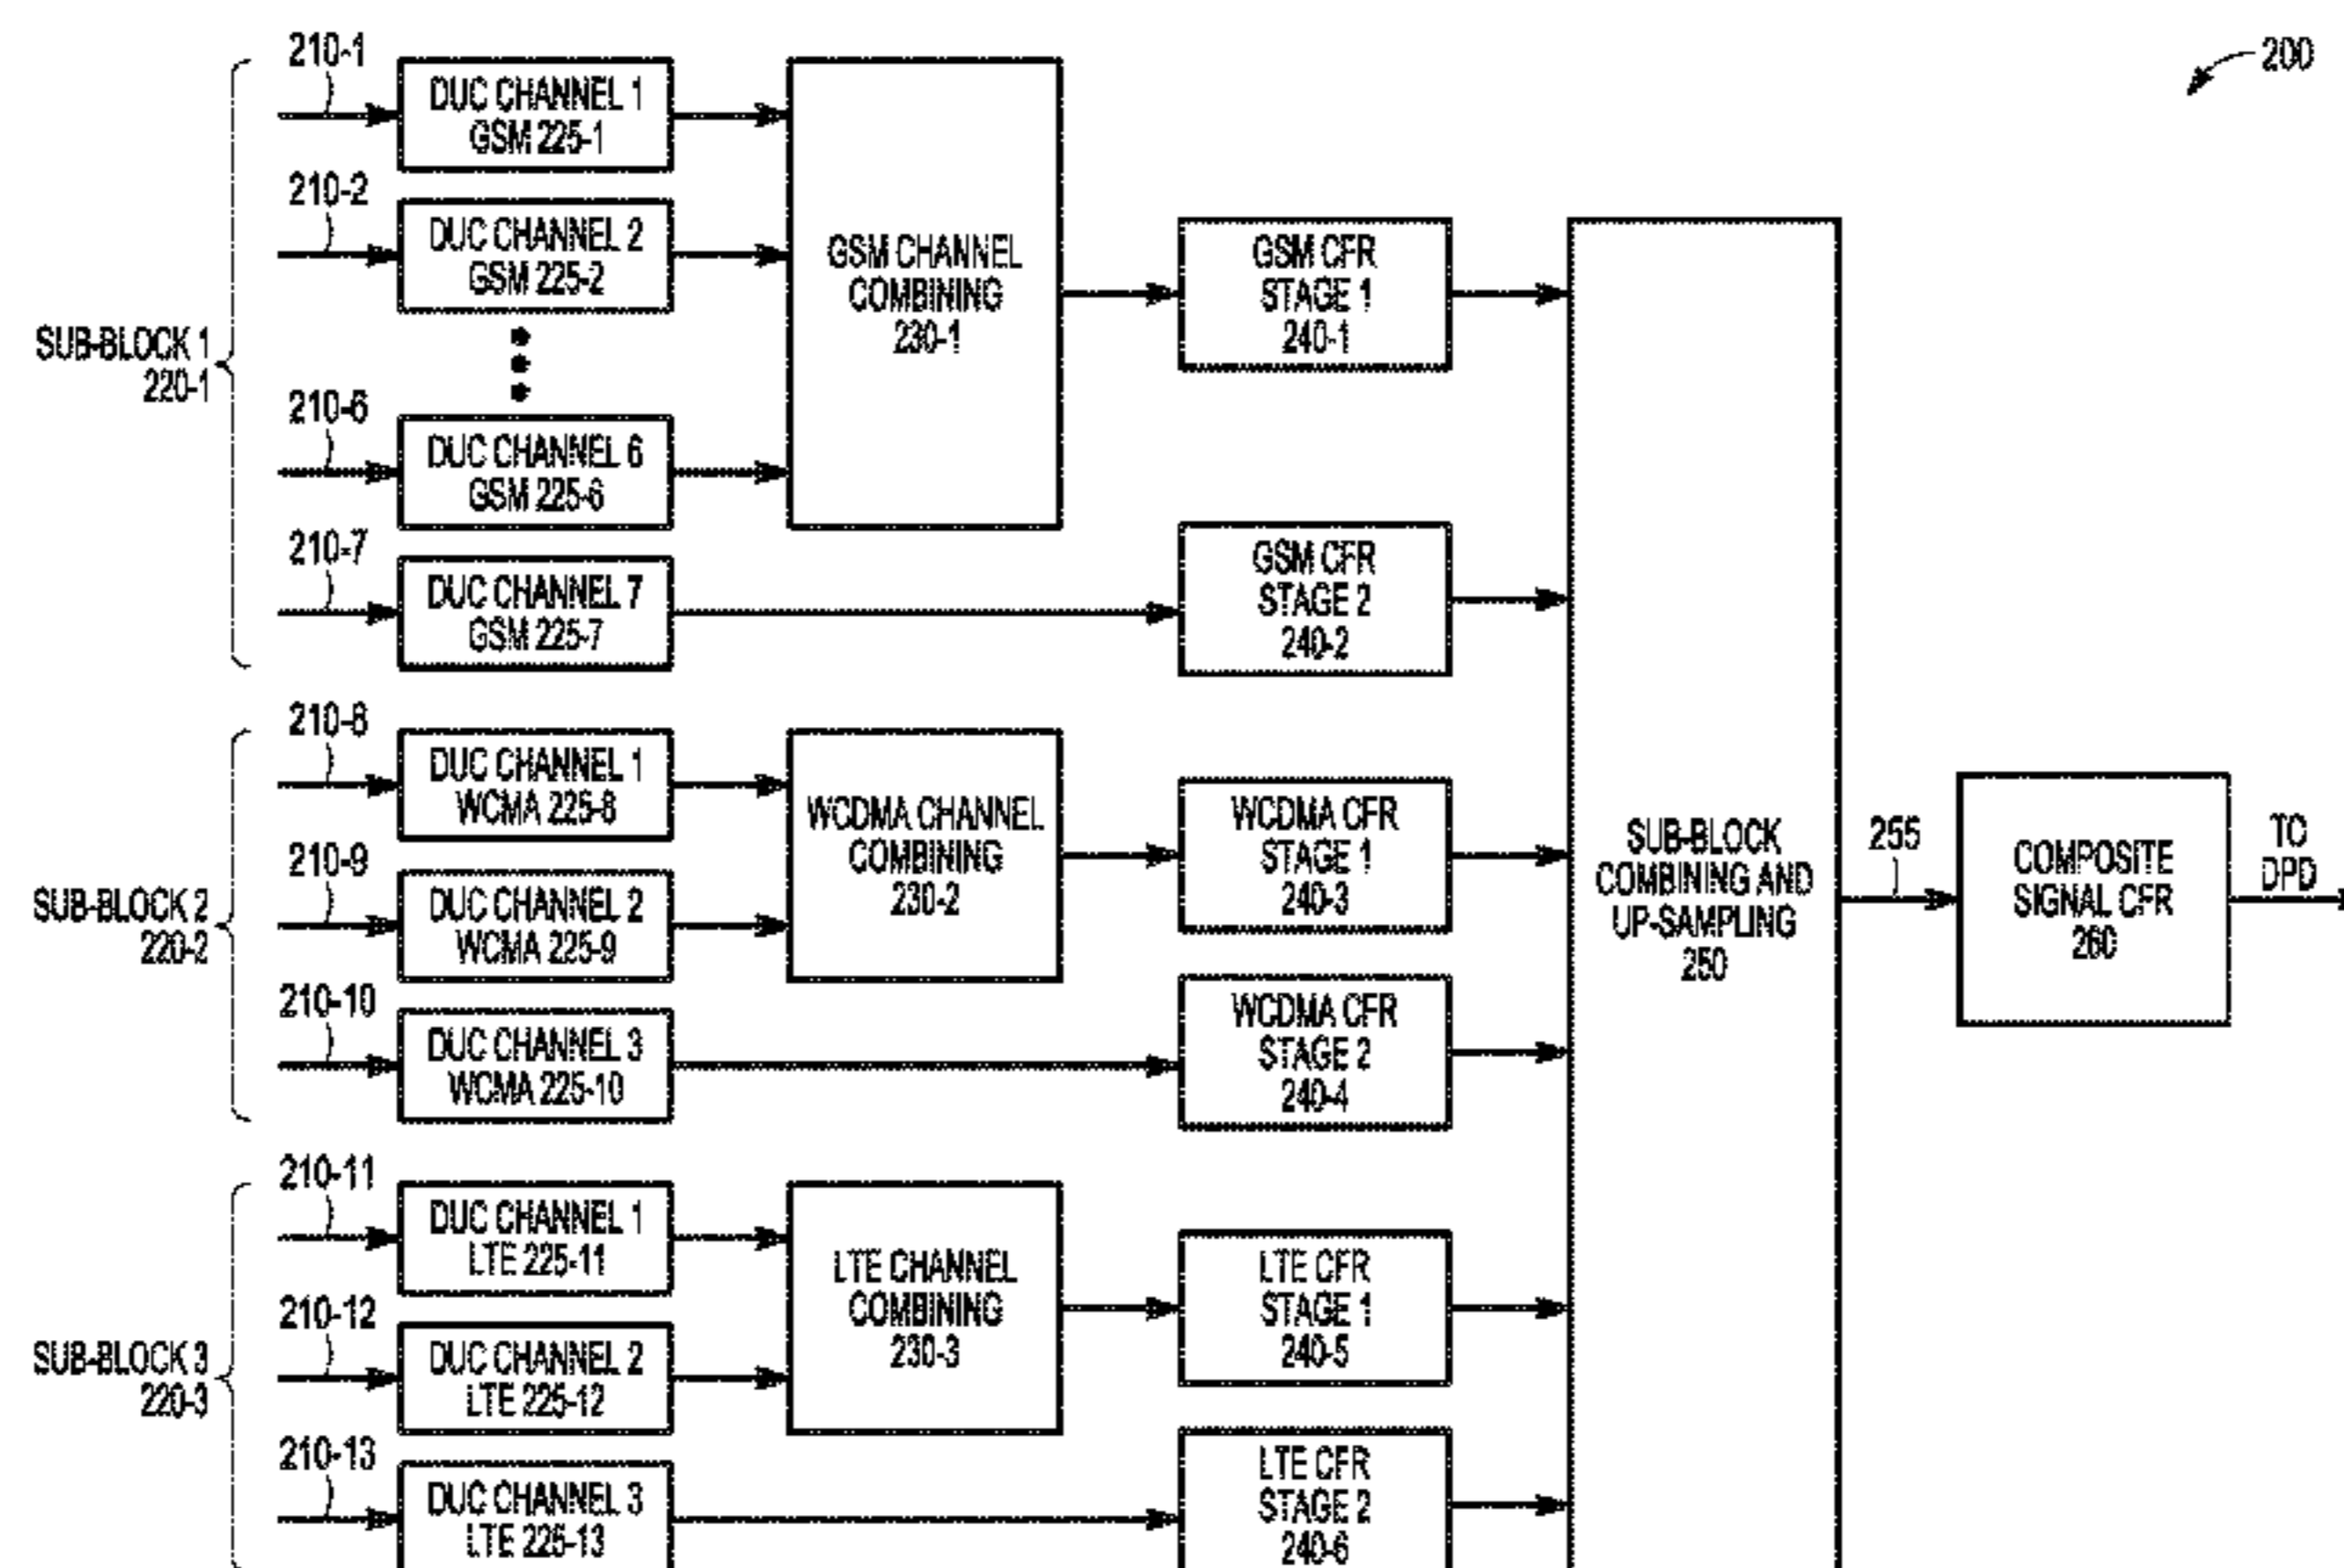 200
SUB-BLOCK 1
220-1
210-1
DUC CHANNEL 1
GSM 225-1
210-2
DUC CHANNEL 2
GSM 225-2
210-6
DUC CHANNEL 6
GSM 225-6
210-7
DUC CHANNEL 7
GSM 225-7
GSM CHANNEL
COMBINING
230-1
GSM CFR
STAGE 1
240-1
GSM CFR
STAGE 2
240-2
SUB-BLOCK 2
220-2
210-8
DUC CHANNEL 1
WCMA 225-8
210-9
DUC CHANNEL 2
WCMA 225-9
210-10
DUC CHANNEL 3
WCMA 225-10
WCDMA CHANNEL
COMBINING
230-2
WCDMA CFR
STAGE 1
240-3
WCDMA CFR
STAGE 2
240-4
SUB-BLOCK 3
220-3
210-11
DUC CHANNEL 1
LTE 225-11
210-12
DUC CHANNEL 2
LTE 225-12
210-13
DUC CHANNEL 3
LTE 225-13
LTE CHANNEL
COMBINING
230-3
LTE CFR
STAGE 1
240-5
LTE CFR
STAGE 2
240-6
SUB-BLOCK
COMBINING AND
UP-SAMPLING
250
255
COMPOSITE
SIGNAL CFR
260
TO
DPD